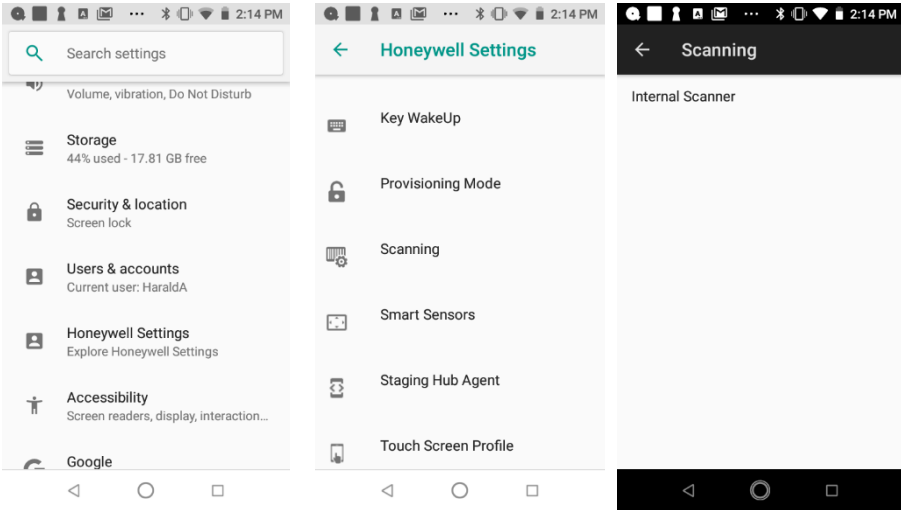 2:14 PM
Search settings
Volume, vibration, Do Not Disturb
Storage
44% used - 17.81 GB free
Security & location
Screen lock
Users & accounts
Current user: HaraldA
Honeywell Settings
Explore Honeywell Settings
Accessibility
Screen readers, display, interaction…
Google
2:14 PM
Honeywell Settings
Key WakeUp
Provisioning Mode
Scanning
Smart Sensors
Staging Hub Agent
Touch Screen Profile
2:14 PM
Scanning
Internal Scanner